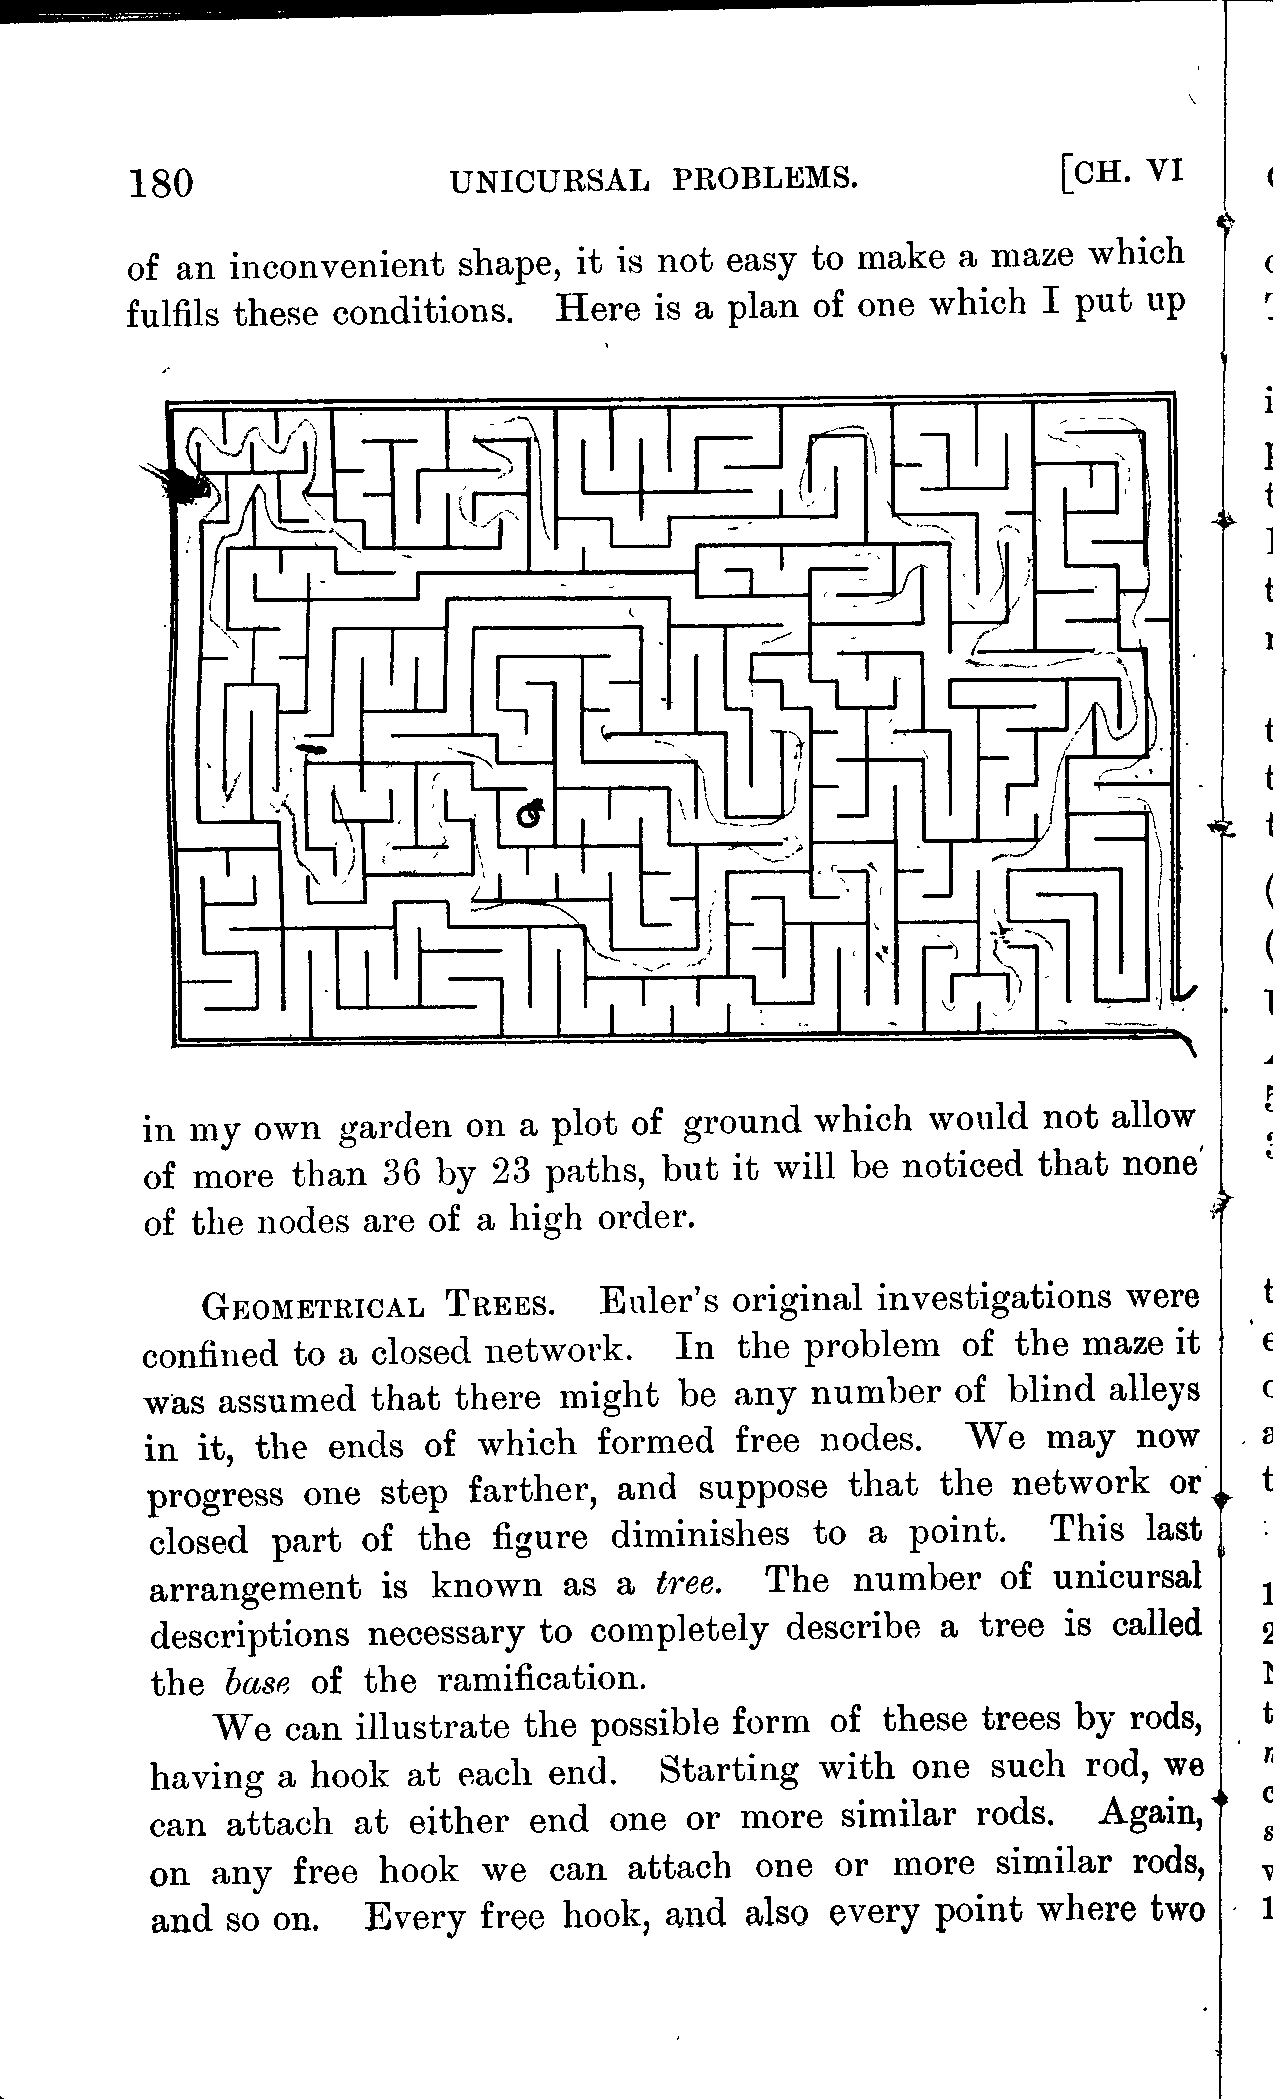 180 UNICURSAL PROBLEMS. [CH. VI
of an inconvenient shape, it is not easy to make a maze which
fulfils these conditions. Here is a plan of one which I put up
in my own garden on a plot of ground which would not allow
of more than 36 by 23 paths, but it will be noticed that none
of the nodes are of a high order.
GEOMETRICAL TREES. Euler's original investigations were
confined to a closed network. In the problem of the maze it
was assumed that there might be any number of blind alleys
in it, the ends of which formed free nodes. We may now
progress one step farther, and suppose that the network or
closed part of the figure diminishes to a point. This last
arrangement is known as a tree. The number of unicursal
descriptions necessary to completely describe a tree is called
the base of the ramification.
We can illustrate the possible form of these trees by rods,
having a hook at each end. Starting with one such rod, we
can attach at either end one or more similar rods. Again,
on any free hook we can attach one or more similar rods,
and so on. Every free hook, and also every point where two